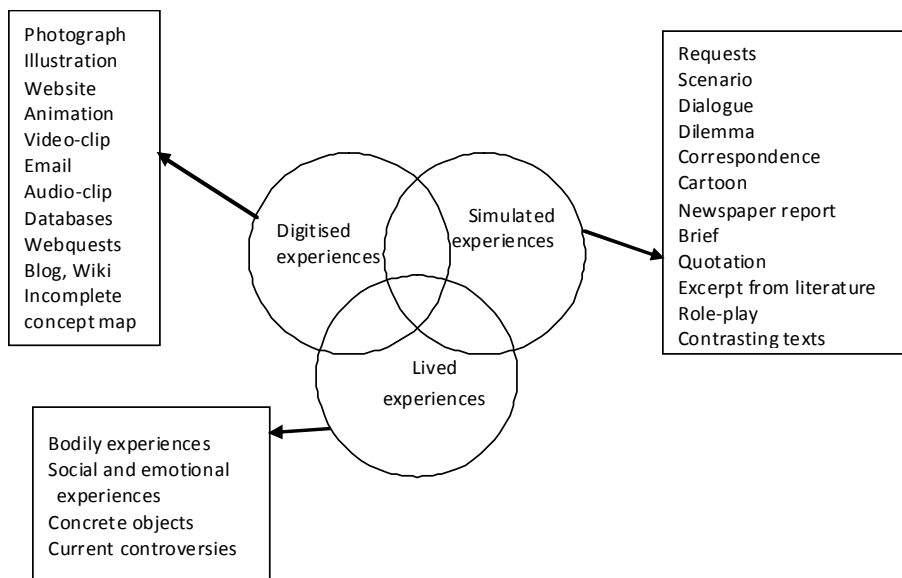 Photograph
Illustration
Website
Animation
Video-clip
Email
Audio-clip
Databases
Webquests
Blog, Wiki
Incomplete
concept map
Requests
Scenario
Dialogue
Dilemma
Correspondence
Cartoon
Newspaper report
Brief
Quotation
Excerpt from literature
Role-play
Contrasting texts
Digitised
experiences
Simulated
experiences
Lived
experiences
Bodily experiences
Social and emotional
experiences
Concrete objects
Current controversies